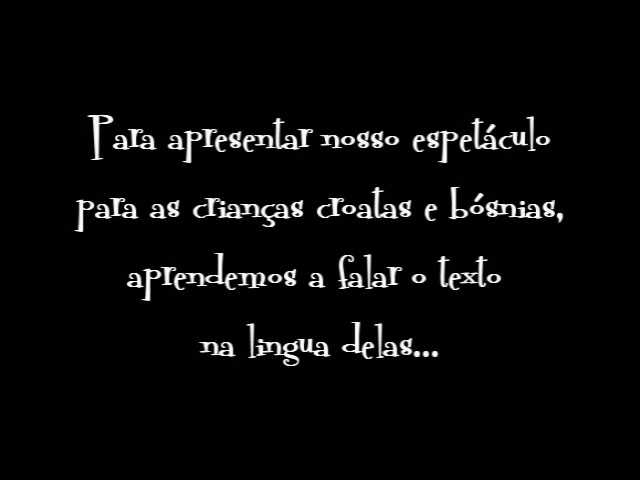 Para apresentar nosso espetáculo
para as crianças croatas e bósnias,
aprendemos a falar o texto
na lingua delas...